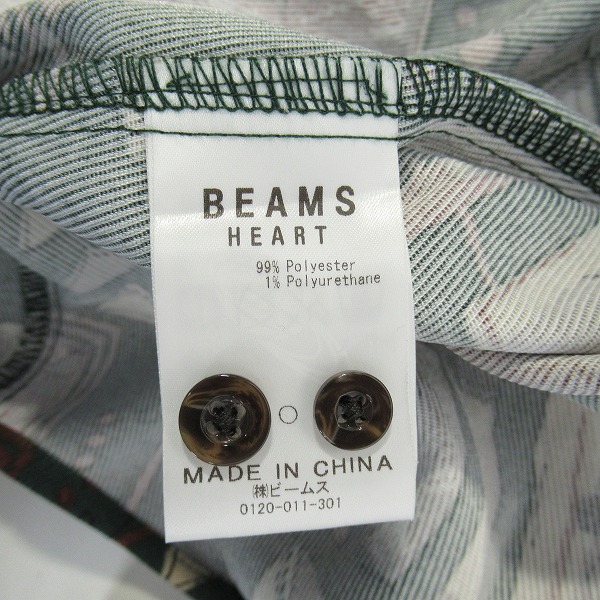 BEAMS
HEART
99% Polyester
1% Polyurethane
MADE IN CHINA
㈱ビームス
0120-011-301